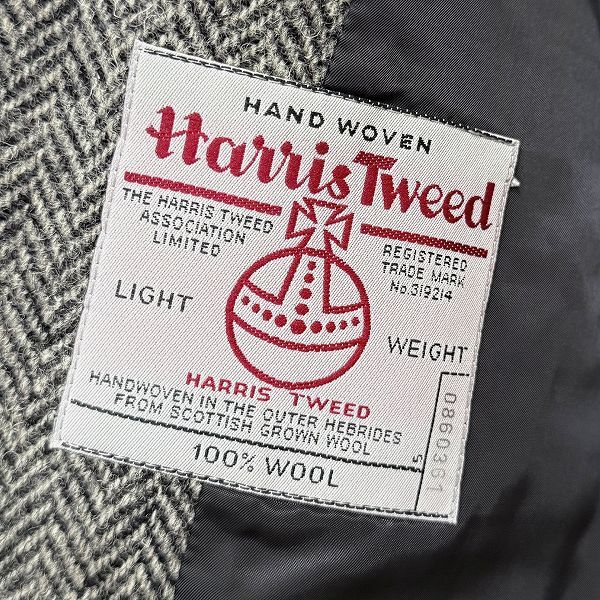 HAND WOVEN
Harris Tweed
THE HARRIS TWEED
ASSOCIATION
LIMITED
REGISTERED
TRADE MARK
No.319214
LIGHT
WEIGHT
HARRIS TWEED
HANDWOVEN IN THE OUTER HEBRIDES
FROM SCOTTISH GROWN WOOL
100% WOOL
5
0860361